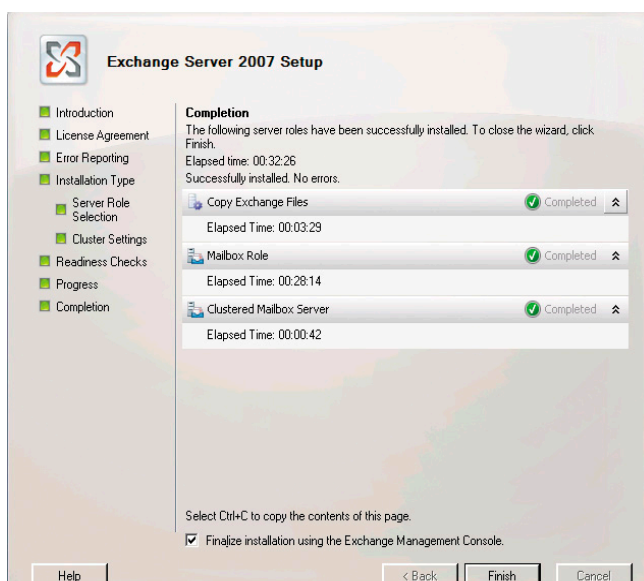 Exchange Server 2007 Setup
Introduction
License Agreement
Error Reporting
Installation Type
Server Role
Selection
Cluster Settings
Readiness Checks
Progress
Completion
Completion
The following server roles have been successfully installed. To close the wizard, click
Finish.
Elapsed time: 00:32:26
Successfully installed. No errors.
Copy Exchange Files Completed
Elapsed Time: 00:03:29
Mailbox Role Completed
Elapsed Time: 00:28:14
Clustered Mailbox Server Completed
Elapsed Time: 00:00:42
Select Ctrl+C to copy the contents of this page.
Finalize installation using the Exchange Management Console.
Help < Back Finish Cancel